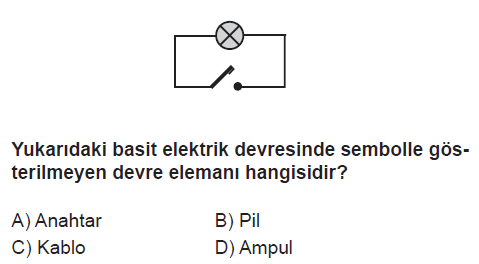 Yukarıdaki basit elektrik devresinde sembolle gös-
terilmeyen devre elemanı hangisidir?
A) Anahtar B) Pil
C) Kablo D) Ampul